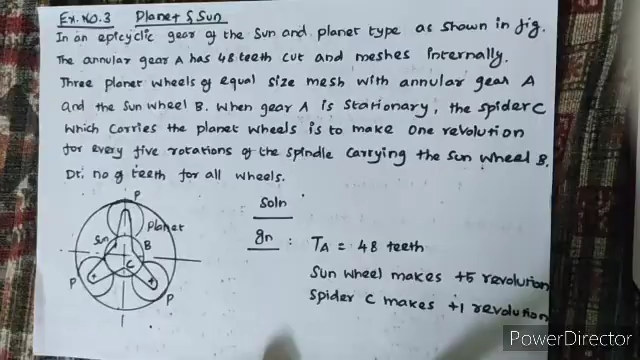 Ex.No.3 Planet & Sun
In an epicyclic gear of the Sun and planet type as shown in fig.
The annular gear A has 48 teeth cut and meshes internally.
Three planet wheels of equal size mesh with annular gear A
and the sun wheel B. When gear A is stationary, the spider C
which carries the planet wheels is to make one revolution
for every five rotations of the spindle carrying the sun wheel B.
Dt. no of teeth for all wheels.
Soln
gn : TA = 48 teeth
Sun wheel makes +5 revolution
Spider C makes +1 revolution
P
Planet
Sun
B
C
P
P
PowerDirector